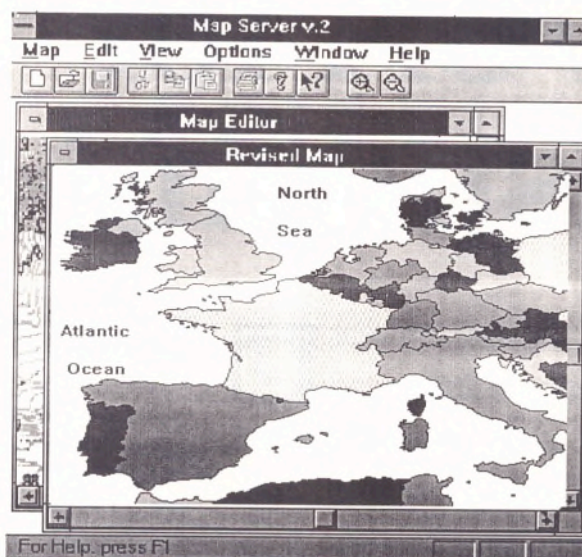 Map Server v.2
Map Edit View Options Window Help
Map Editor
Revised Map
North
Sea
Atlantic
Ocean
For Help, press F1